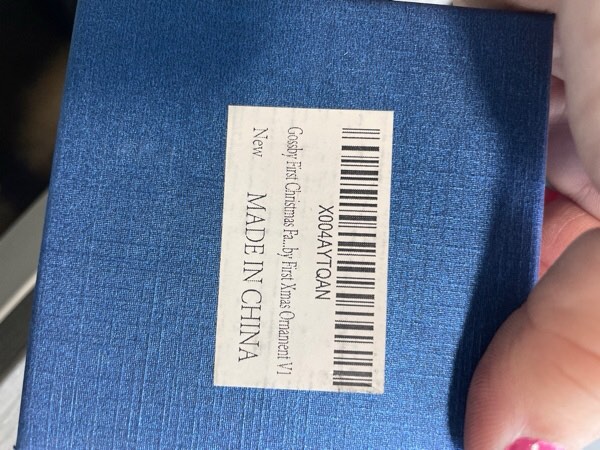 X004AYTQAN
Gossby First Christmas Fa...by First Xmas Ornament V1
New
MADE IN CHINA